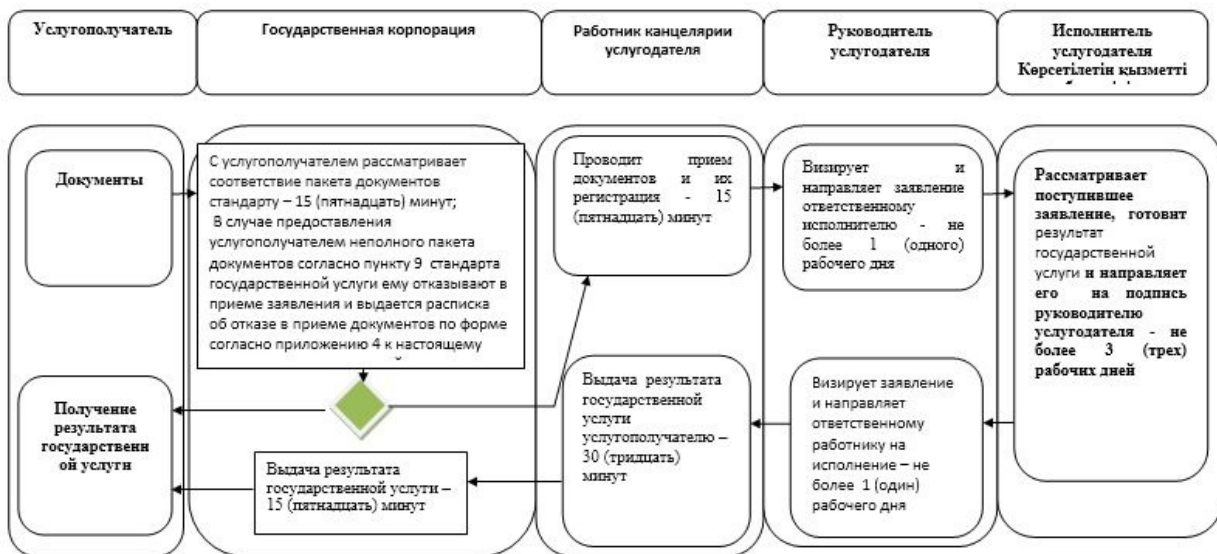 Услугополучатель
Государственная корпорация
Работник канцелярии
услугодателя
Руководитель
услугодателя
Исполнитель
услугодателя
Көрсетілетін қызметті
Документы
С услугополучателем рассматривает
соответствие пакета документов
стандарту – 15 (пятнадцать) минут;
В случае предоставления
услугополучателем неполного пакета
документов согласно пункту 9 стандарта
государственной услуги ему отказывают в
приеме заявления и выдается расписка
об отказе в приеме документов по форме
согласно приложению 4 к настоящему
Проводит прием
документов и их
регистрация - 15
(пятнадцать) минут
Визирует и
направляет заявление
ответственному
исполнителю - не
более 1 (одного)
рабочего дня
Рассматривает
поступившее
заявление, готовит
результат
государственной
услуги и направляет
его на подпись
руководителю
услугодателя - не
более 3 (трех)
рабочих дней
Получение
результата
государственн
ой услуги
Выдача результата
государственной услуги –
15 (пятнадцать) минут
Выдача результата
государственной
услуги
услугополучателю –
30 (тридцать)
минут
Визирует заявление
и направляет
ответственному
работнику на
исполнение – не
более 1 (один)
рабочего дня